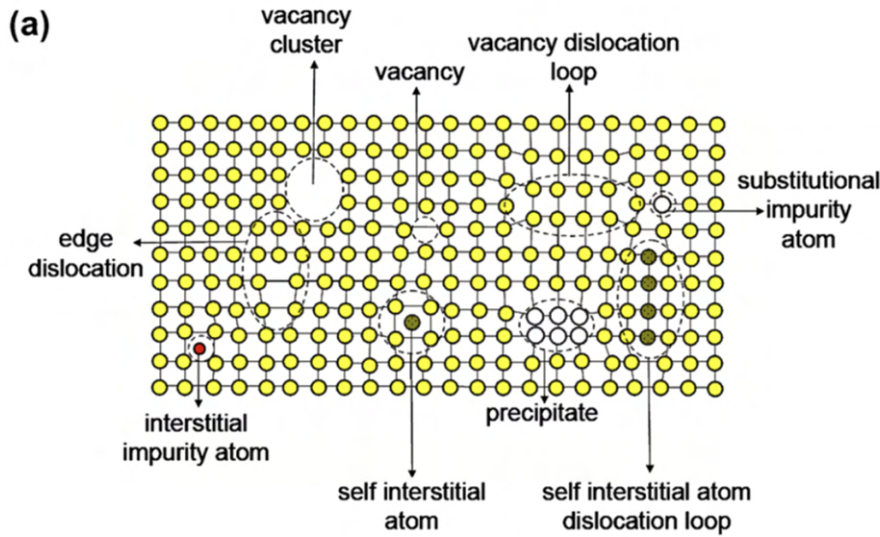 (a)
vacancy
cluster
vacancy
vacancy dislocation
loop
substitutional
impurity
atom
edge
dislocation
interstitial
impurity atom
precipitate
self interstitial
atom
self interstitial atom
dislocation loop